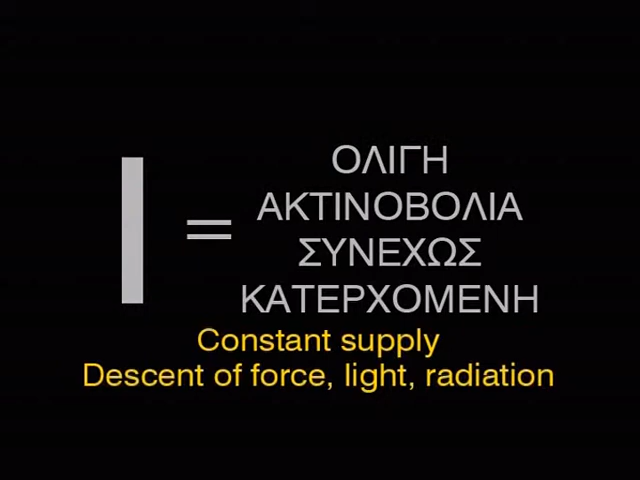 Ι = ΟΛΙΓΗ
ΑΚΤΙΝΟΒΟΛΙΑ
ΣΥΝΕΧΩΣ
ΚΑΤΕΡΧΟΜΕΝΗ
Constant supply
Descent of force, light, radiation